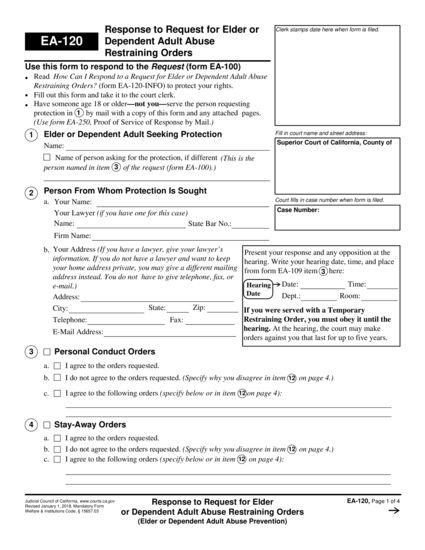 EA-120
Response to Request for Elder or
Dependent Adult Abuse
Restraining Orders
Clerk stamps date here when form is filed.
Use this form to respond to the Request (form EA-100)
• Read How Can I Respond to a Request for Elder or Dependent Adult Abuse
Restraining Orders? (form EA-120-INFO) to protect your rights.
• Fill out this form and take it to the court clerk.
• Have someone age 18 or older—not you—serve the person requesting
protection in 1 by mail with a copy of this form and any attached pages.
(Use form EA-250, Proof of Service of Response by Mail.)
Fill in court name and street address:
Superior Court of California, County of
Court fills in case number when form is filed.
Case Number:
1 Elder or Dependent Adult Seeking Protection
Name:
Name of person asking for the protection, if different (This is the
person named in item 3 of the request (form EA-100).)
2 Person From Whom Protection Is Sought
a. Your Name:
Your Lawyer (if you have one for this case)
Name: State Bar No.:
Firm Name:
b. Your Address (If you have a lawyer, give your lawyer's
information. If you do not have a lawyer and want to keep
your home address private, you may give a different mailing
address instead. You do not have to give telephone, fax, or
e-mail.)
Address:
City: State: Zip:
Telephone: Fax:
E-Mail Address:
Present your response and any opposition at the
hearing. Write your hearing date, time, and place
from form EA-109 item 3 here:
Hearing Date → Date: Time:
Dept.: Room:
If you were served with a Temporary
Restraining Order, you must obey it until the
hearing. At the hearing, the court may make
orders against you that last for up to five years.
3 Personal Conduct Orders
a. I agree to the orders requested.
b. I do not agree to the orders requested. (Specify why you disagree in item 12 on page 4.)
c. I agree to the following orders (specify below or in item 12 on page 4):
4 Stay-Away Orders
a. I agree to the orders requested.
b. I do not agree to the orders requested. (Specify why you disagree in item 12 on page 4.)
c. I agree to the following orders (specify below or in item 12 on page 4):
Judicial Council of California, www.courts.ca.gov
Revised January 1, 2018, Mandatory Form
Welfare & Institutions Code, § 15657.03
Response to Request for Elder
or Dependent Adult Abuse Restraining Orders
(Elder or Dependent Adult Abuse Prevention)
EA-120, Page 1 of 4
→